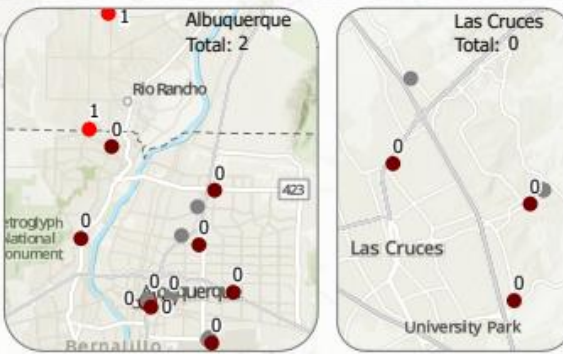 Albuquerque
Total: 2
1
Rio Rancho
1
0
0
423
0
0
etroglyph
National
onument
0
0
0
0
0
Albuquerque
0
0
Bernalillo
Las Cruces
Total: 0
0
0
Las Cruces
0
University Park